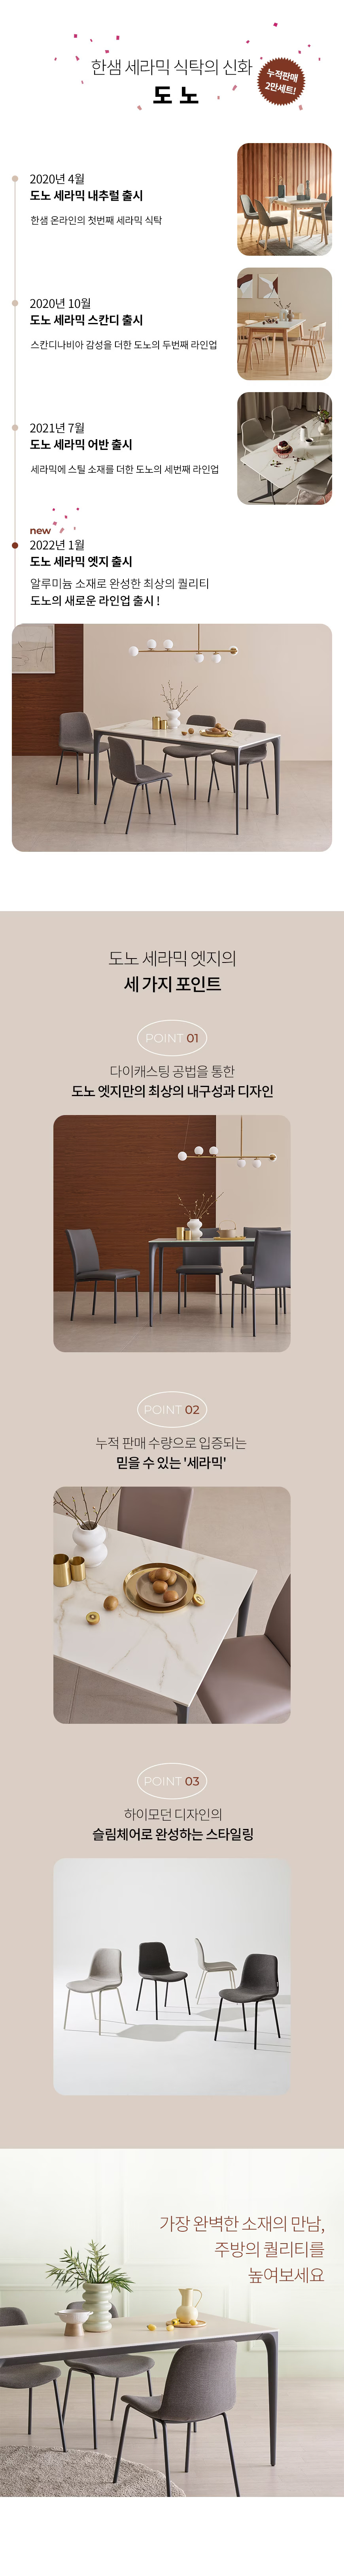 한샘 세라믹 식탁의 신화
도노
누적판매
2만세트!
2020년 4월
도노 세라믹 내추럴 출시
한샘 온라인의 첫번째 세라믹 식탁
2020년 10월
도노 세라믹 스칸디 출시
스칸디나비아 감성을 더한 도노의 두번째 라인업
2021년 7월
도노 세라믹 어반 출시
세라믹에 스틸 소재를 더한 도노의 세번째 라인업
new
2022년 1월
도노 세라믹 엣지 출시
알루미늄 소재로 완성한 최상의 퀄리티
도노의 새로운 라인업 출시 !
도노 세라믹 엣지의
세 가지 포인트
POINT 01
다이캐스팅 공법을 통한
도노 엣지만의 최상의 내구성과 디자인
POINT 02
누적 판매 수량으로 입증되는
믿을 수 있는 '세라믹'
POINT 03
하이모던 디자인의
슬림체어로 완성하는 스타일링
가장 완벽한 소재의 만남,
주방의 퀄리티를
높여보세요